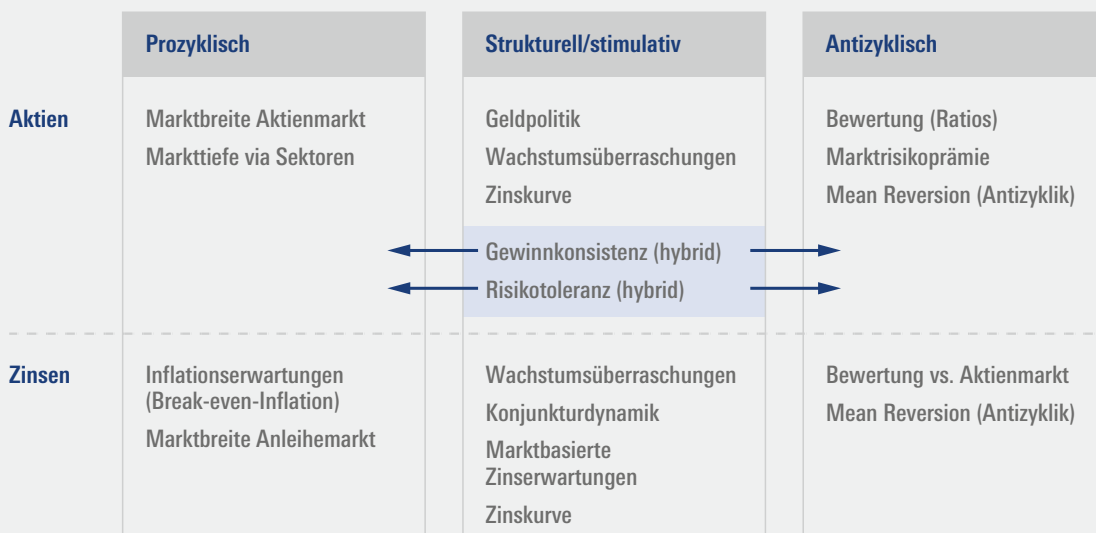 Prozyklisch
Strukturell/stimulativ
Antizyklisch
Aktien
Marktbreite Aktienmarkt
Markttiefe via Sektoren
Geldpolitik
Wachstumsüberraschungen
Zinskurve
Gewinnkonsistenz (hybrid)
Risikotoleranz (hybrid)
Bewertung (Ratios)
Marktrisikoprämie
Mean Reversion (Antizyklik)
Zinsen
Inflationserwartungen
(Break-even-Inflation)
Marktbreite Anleihemarkt
Wachstumsüberraschungen
Konjunkturdynamik
Marktbasierte
Zinserwartungen
Zinskurve
Bewertung vs. Aktienmarkt
Mean Reversion (Antizyklik)